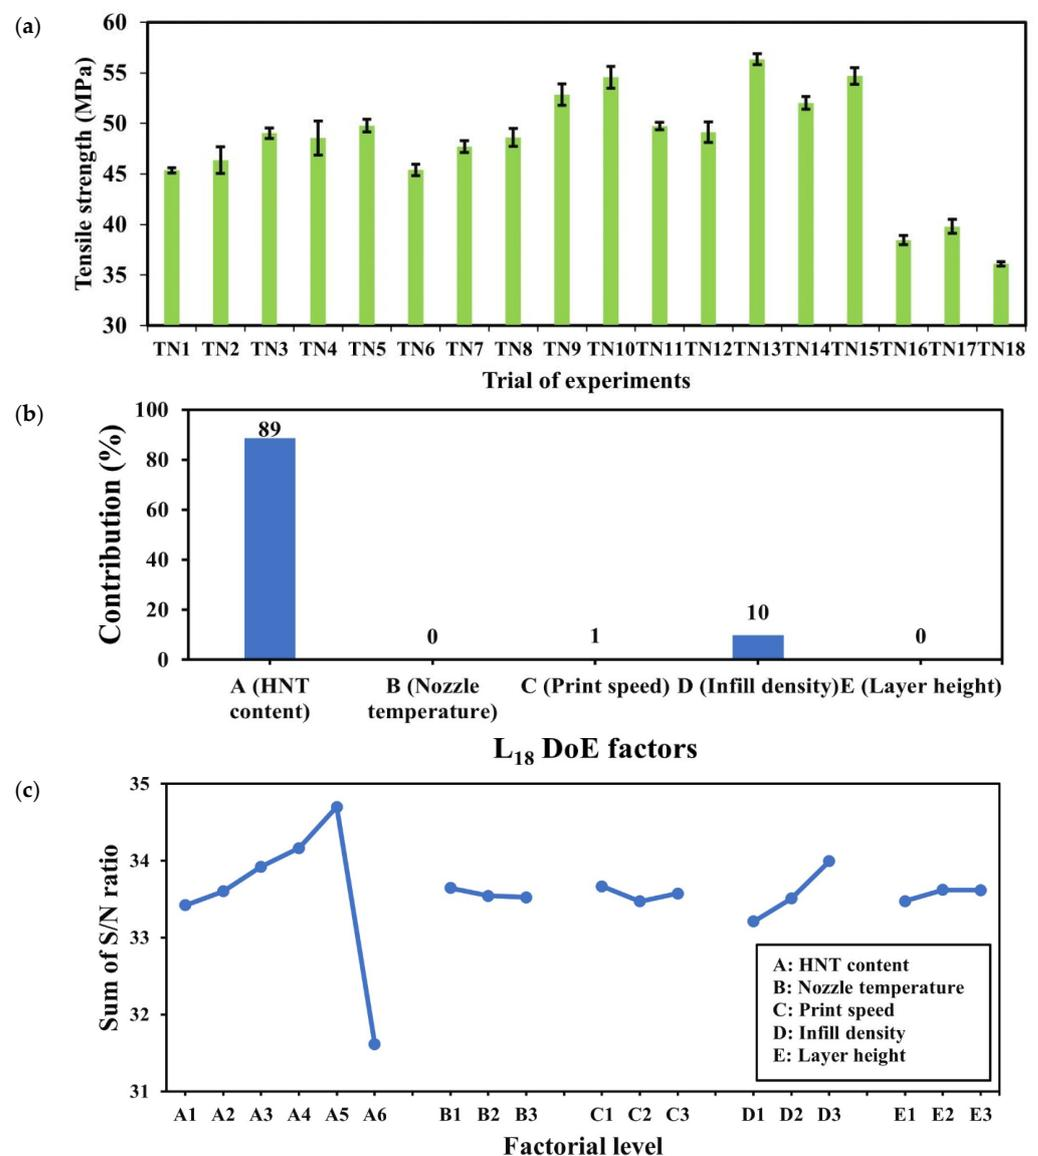 (a)
60
55
50
45
40
35
30
Tensile strength (MPa)
TN1 TN2 TN3 TN4 TN5 TN6 TN7 TN8 TN9 TN10 TN11 TN12 TN13 TN14 TN15 TN16 TN17 TN18
Trial of experiments
(b)
100
80
60
40
20
0
Contribution (%)
89
0
1
10
0
A (HNT
content)
B (Nozzle
temperature)
C (Print speed)
D (Infill density)
E (Layer height)
L₁₈ DoE factors
(c)
35
34
33
32
31
Sum of S/N ratio
A: HNT content
B: Nozzle temperature
C: Print speed
D: Infill density
E: Layer height
A1 A2 A3 A4 A5 A6 B1 B2 B3 C1 C2 C3 D1 D2 D3 E1 E2 E3
Factorial level